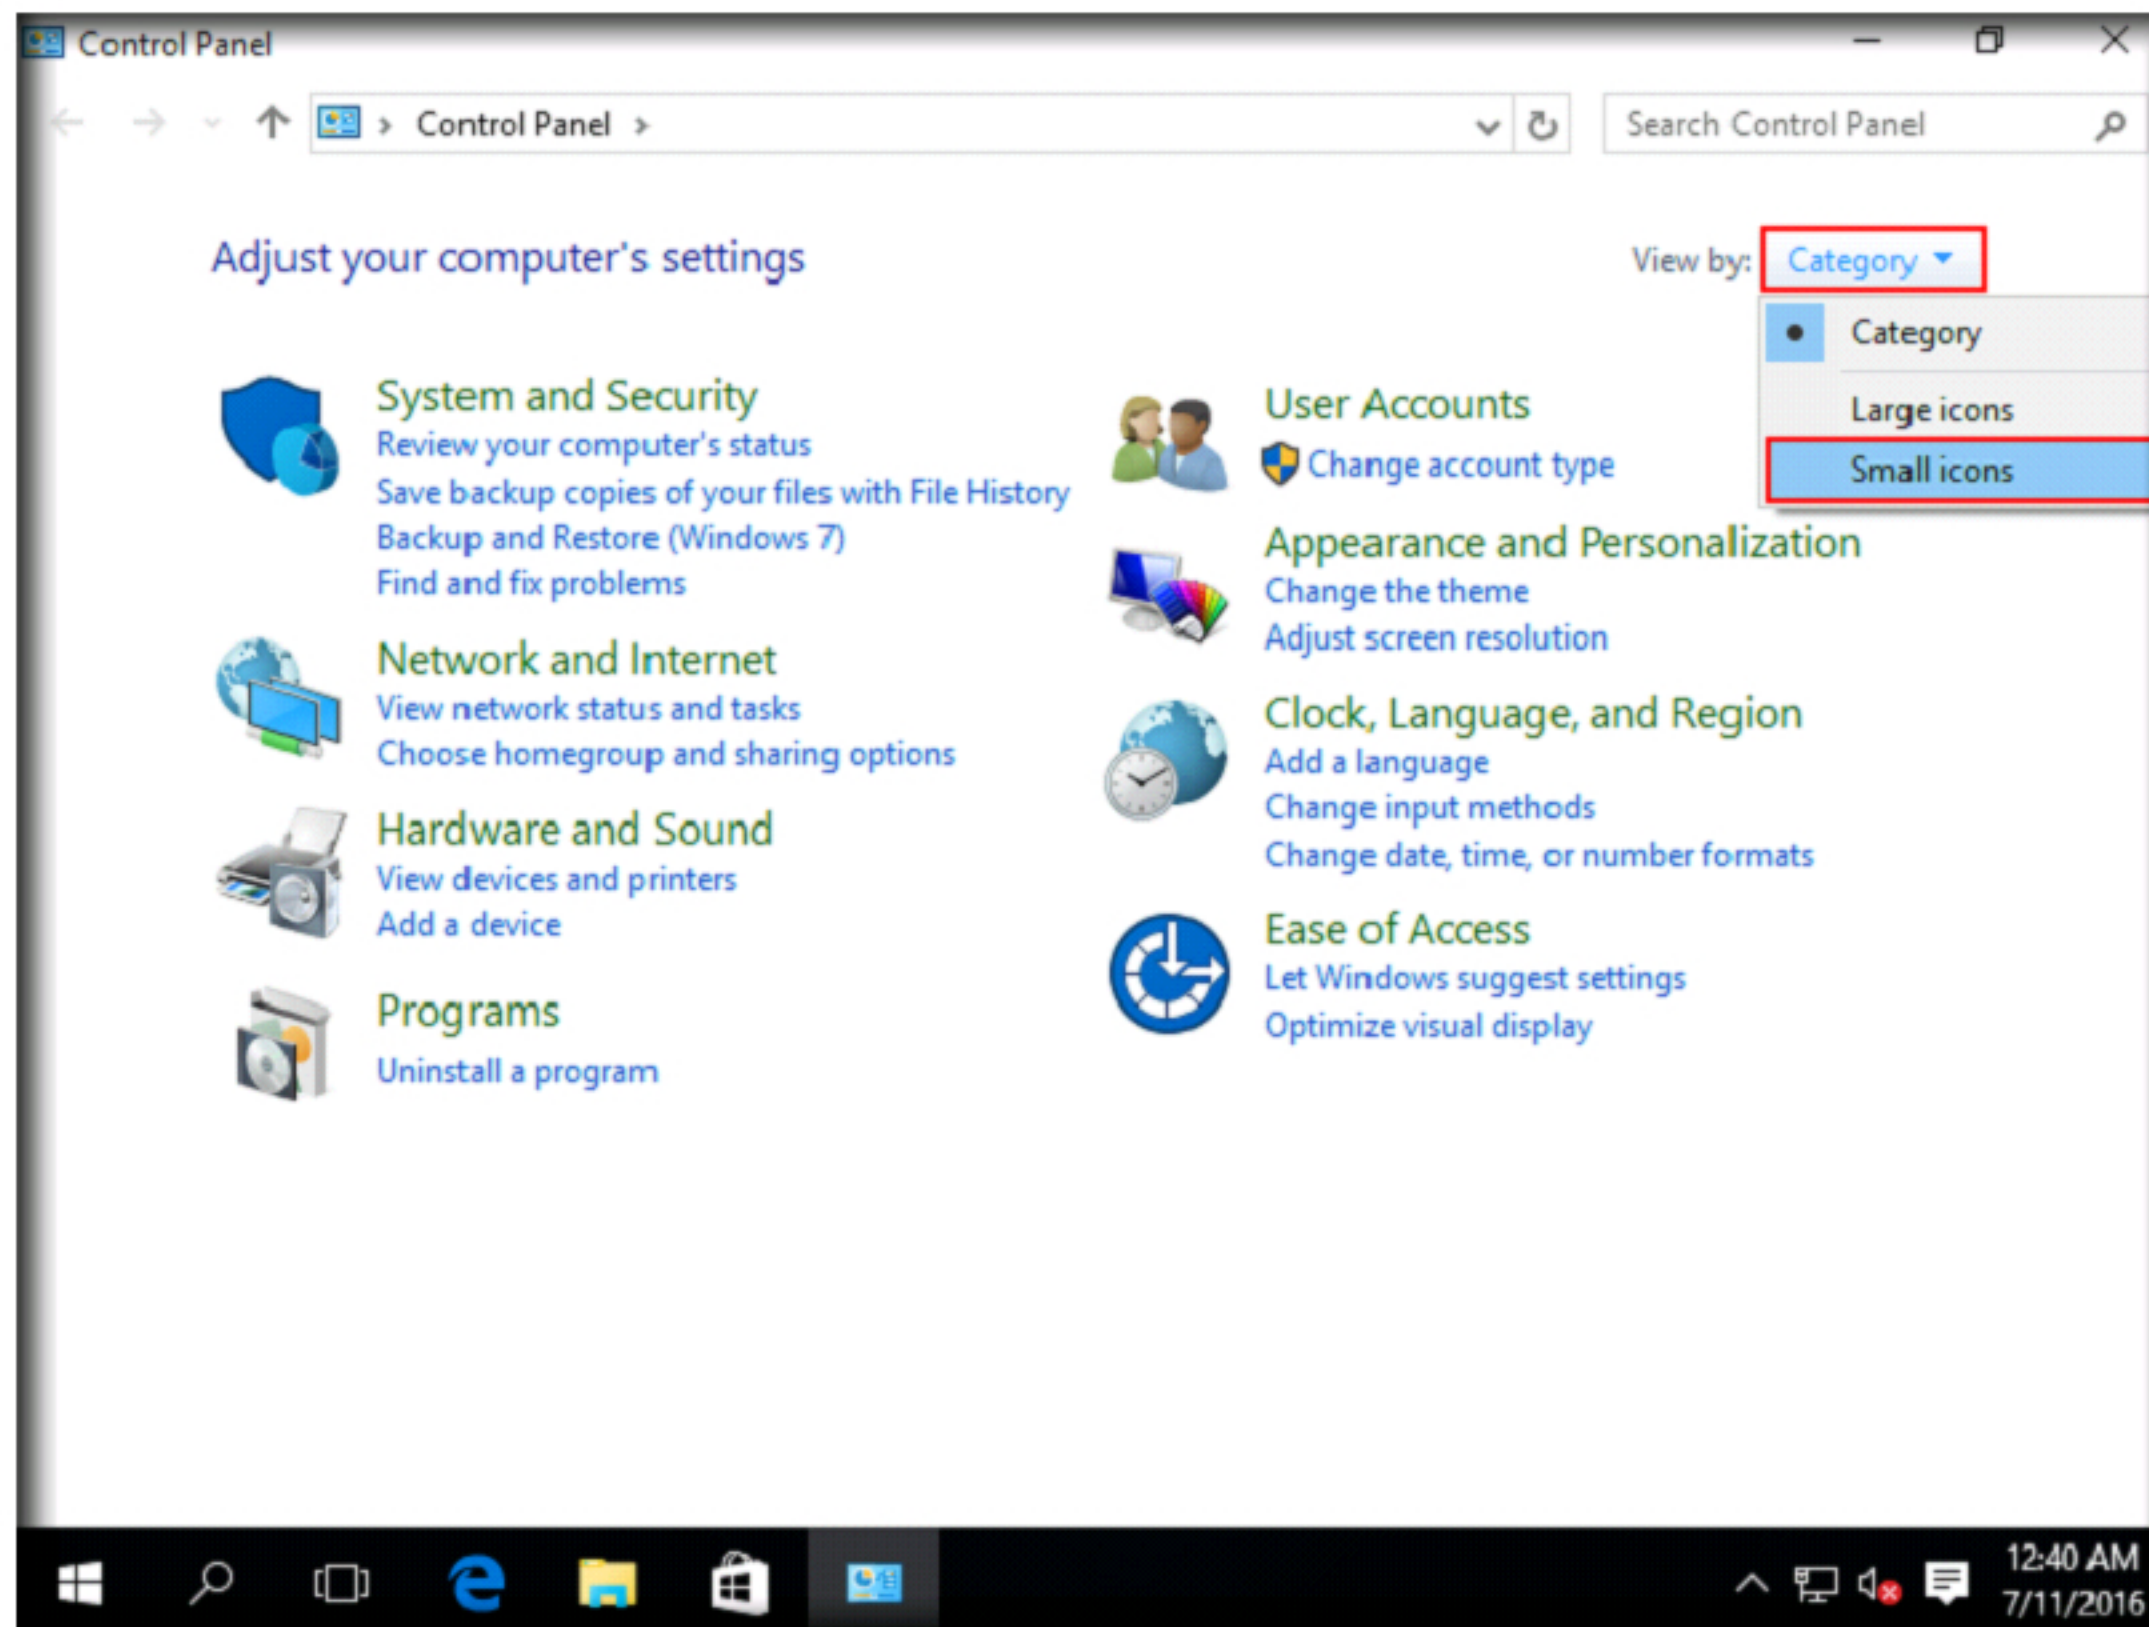 Control Panel
Control Panel
Search Control Panel
Adjust your computer's settings
View by: Category
Category
Large icons
Small icons
System and Security
Review your computer's status
Save backup copies of your files with File History
Backup and Restore (Windows 7)
Find and fix problems
Network and Internet
View network status and tasks
Choose homegroup and sharing options
Hardware and Sound
View devices and printers
Add a device
Programs
Uninstall a program
User Accounts
Change account type
Appearance and Personalization
Change the theme
Adjust screen resolution
Clock, Language, and Region
Add a language
Change input methods
Change date, time, or number formats
Ease of Access
Let Windows suggest settings
Optimize visual display
12:40 AM
7/11/2016